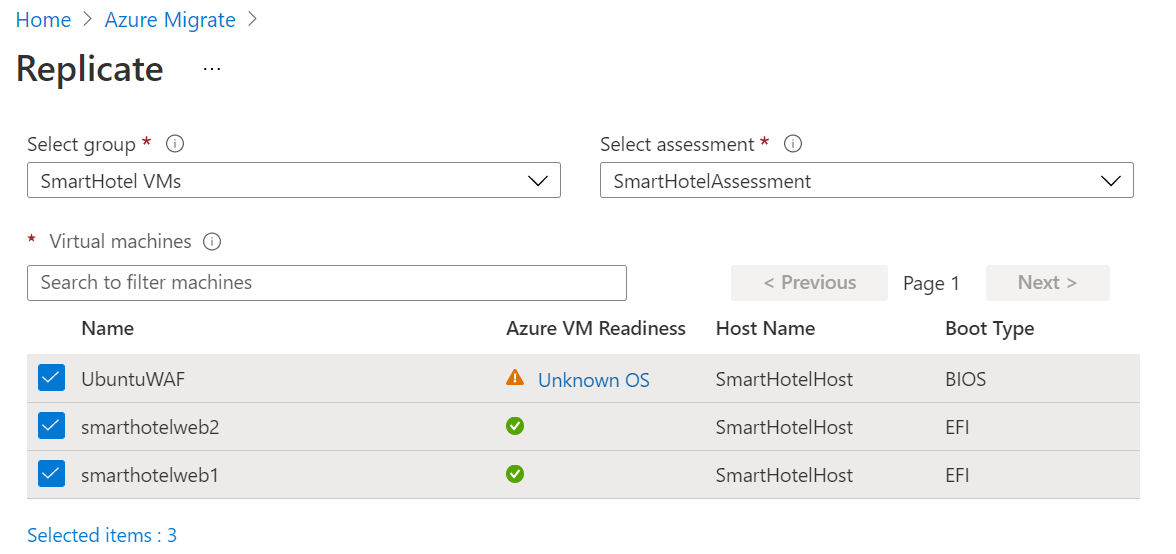 Home > Azure Migrate >
Replicate ...
Select group * Select assessment *
SmartHotel VMs SmartHotelAssessment
* Virtual machines
Search to filter machines < Previous Page 1 Next >
Name Azure VM Readiness Host Name Boot Type
UbuntuWAF Unknown OS SmartHotelHost BIOS
smarthotelweb2 SmartHotelHost EFI
smarthotelweb1 SmartHotelHost EFI
Selected items : 3